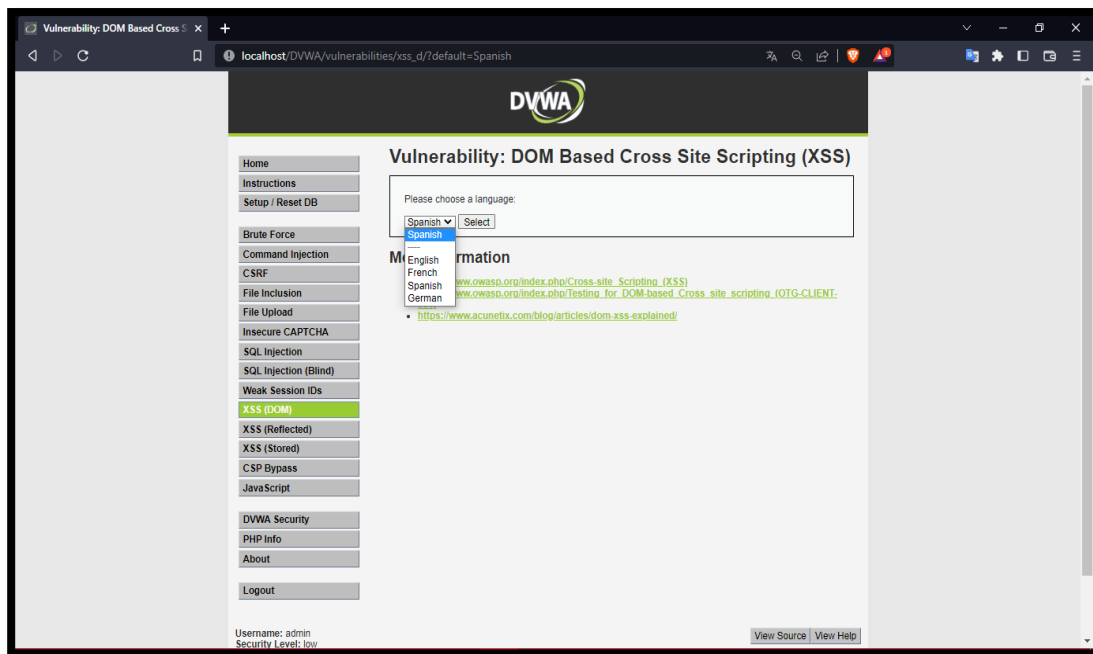 Vulnerability: DOM Based Cross S
localhost/DVWA/vulnerabilities/xss_d/?default=Spanish
DVWA
Home
Instructions
Setup / Reset DB
Brute Force
Command Injection
CSRF
File Inclusion
File Upload
Insecure CAPTCHA
SQL Injection
SQL Injection (Blind)
Weak Session IDs
XSS (DOM)
XSS (Reflected)
XSS (Stored)
CSP Bypass
JavaScript
DVWA Security
PHP Info
About
Logout
Vulnerability: DOM Based Cross Site Scripting (XSS)
Please choose a language:
Spanish Select
Spanish
----
English
French
Spanish
German
M rmation
ww.owasp.org/index.php/Cross-site_Scripting_(XSS)
ww.owasp.org/index.php/Testing_for_DOM-based_Cross_site_scripting_(OTG-CLIENT-
https://www.acunetix.com/blog/articles/dom-xss-explained/
Username: admin
Security Level: low
View Source View Help